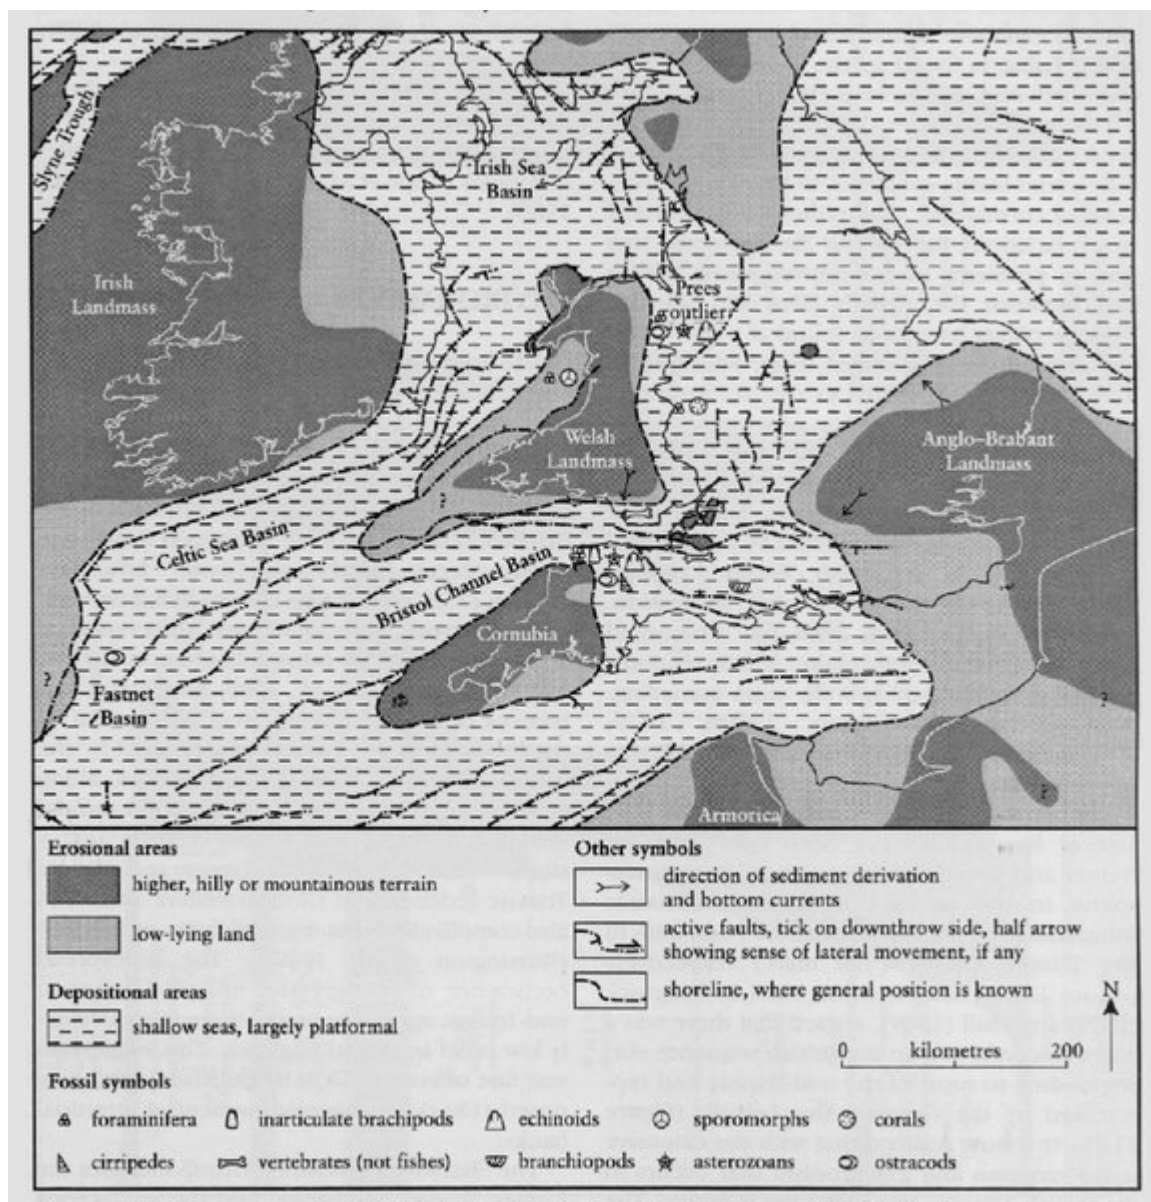 Slyne Trough
Irish Sea
Basin
Irish
Landmass
Prees
outlier
Welsh
Landmass
Anglo–Brabant
Landmass
?
?
Celtic Sea Basin
Bristol Channel Basin
Cornubia
?
?
Fastnet
Basin
?
?
?
Armorica
Erosional areas
higher, hilly or mountainous terrain
low-lying land
Depositional areas
shallow seas, largely platformal
Other symbols
direction of sediment derivation
and bottom currents
active faults, tick on downthrow side, half arrow
showing sense of lateral movement, if any
shoreline, where general position is known
N
0 kilometres 200
Fossil symbols
foraminifera inarticulate brachipods echinoids sporomorphs corals
cirripedes vertebrates (not fishes) branchiopods asterozoans ostracods